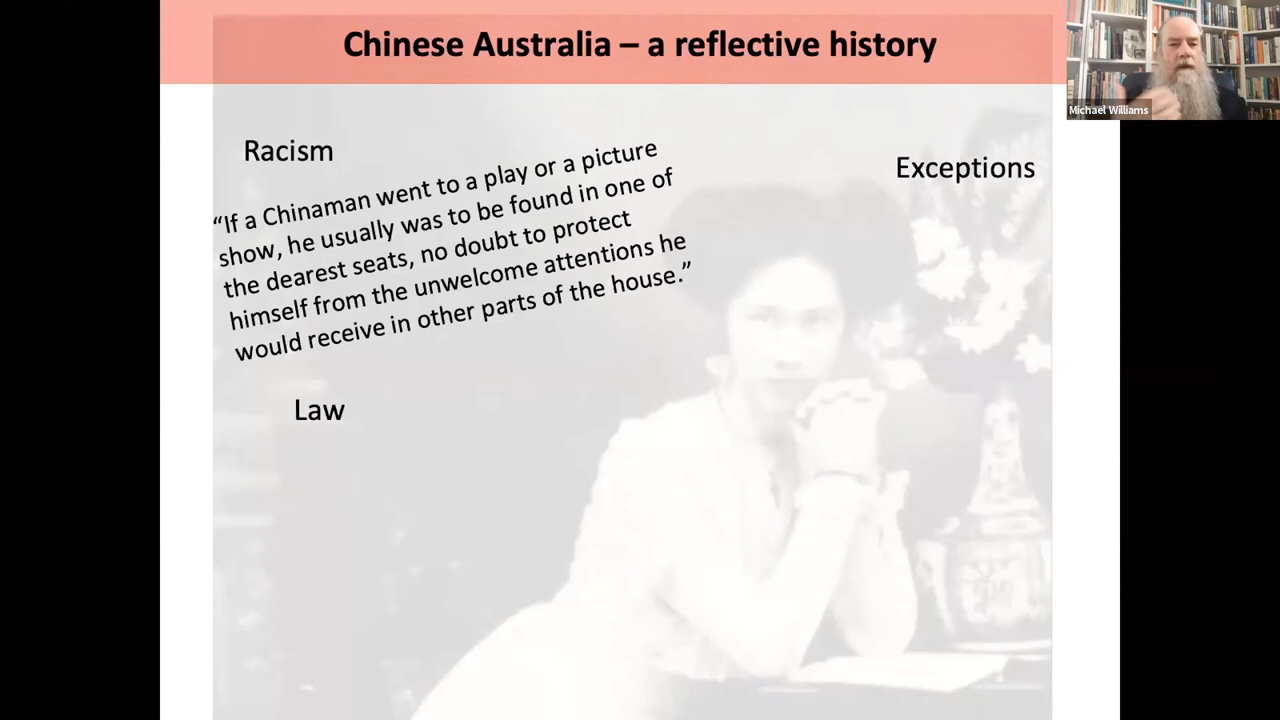 Chinese Australia – a reflective history
Michael Williams
Racism
Exceptions
“If a Chinaman went to a play or a picture
show, he usually was to be found in one of
the dearest seats, no doubt to protect
himself from the unwelcome attentions he
would receive in other parts of the house.”
Law